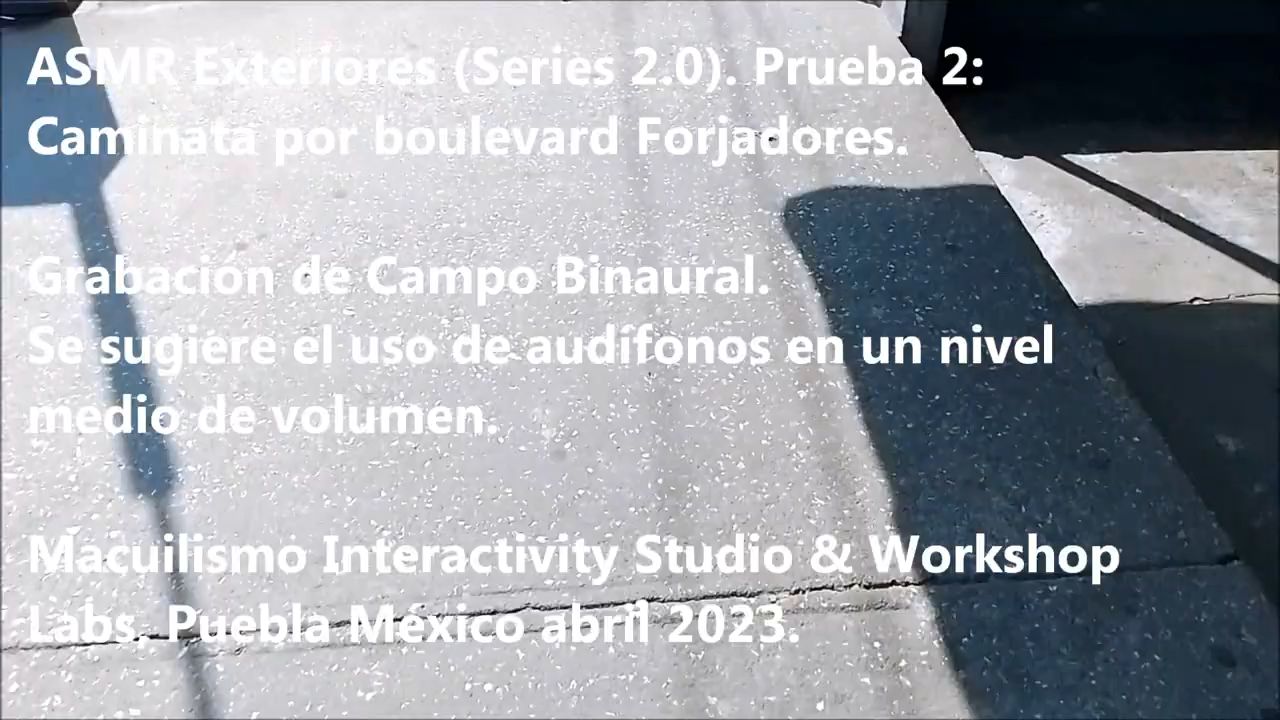 ASMR Exteriores (Series 2.0). Prueba 2:
Caminata por boulevard Forjadores.
Grabación de Campo Binaural.
Se sugiere el uso de audífonos en un nivel
medio de volumen.
Macuilismo Interactivity Studio & Workshop
Labs. Puebla México abril 2023.